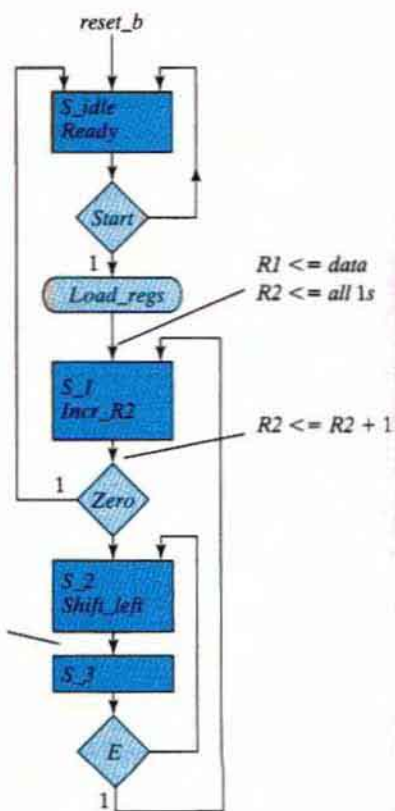 reset_b
S_idle
Ready
Start
1
Load_regs
R1 <= data
R2 <= all 1s
S_1
Incr_R2
R2 <= R2 + 1
1
Zero
S_2
Shift_left
S_3
E
1